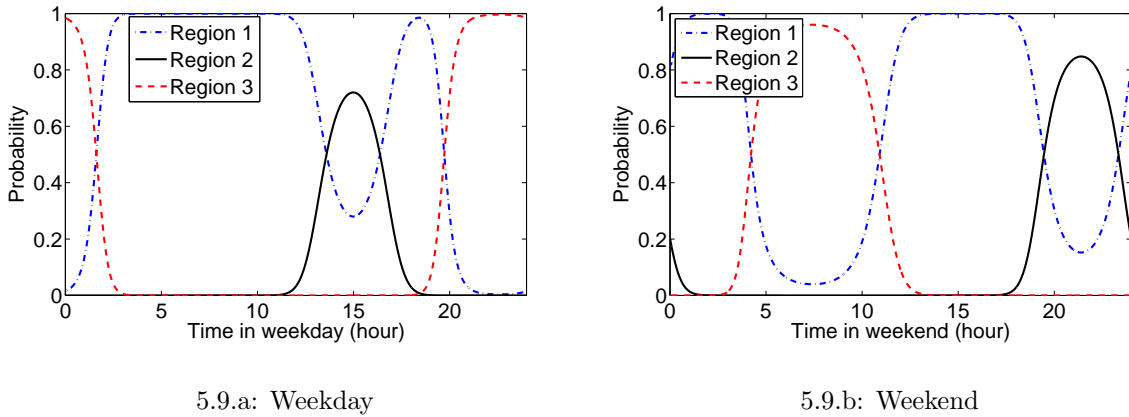 1
0.8
0.6
0.4
0.2
0
Probability
Region 1
Region 2
Region 3
0 5 10 15 20
Time in weekday (hour)
5.9.a: Weekday
1
0.8
0.6
0.4
0.2
0
Probability
Region 1
Region 2
Region 3
0 5 10 15 20
Time in weekend (hour)
5.9.b: Weekend